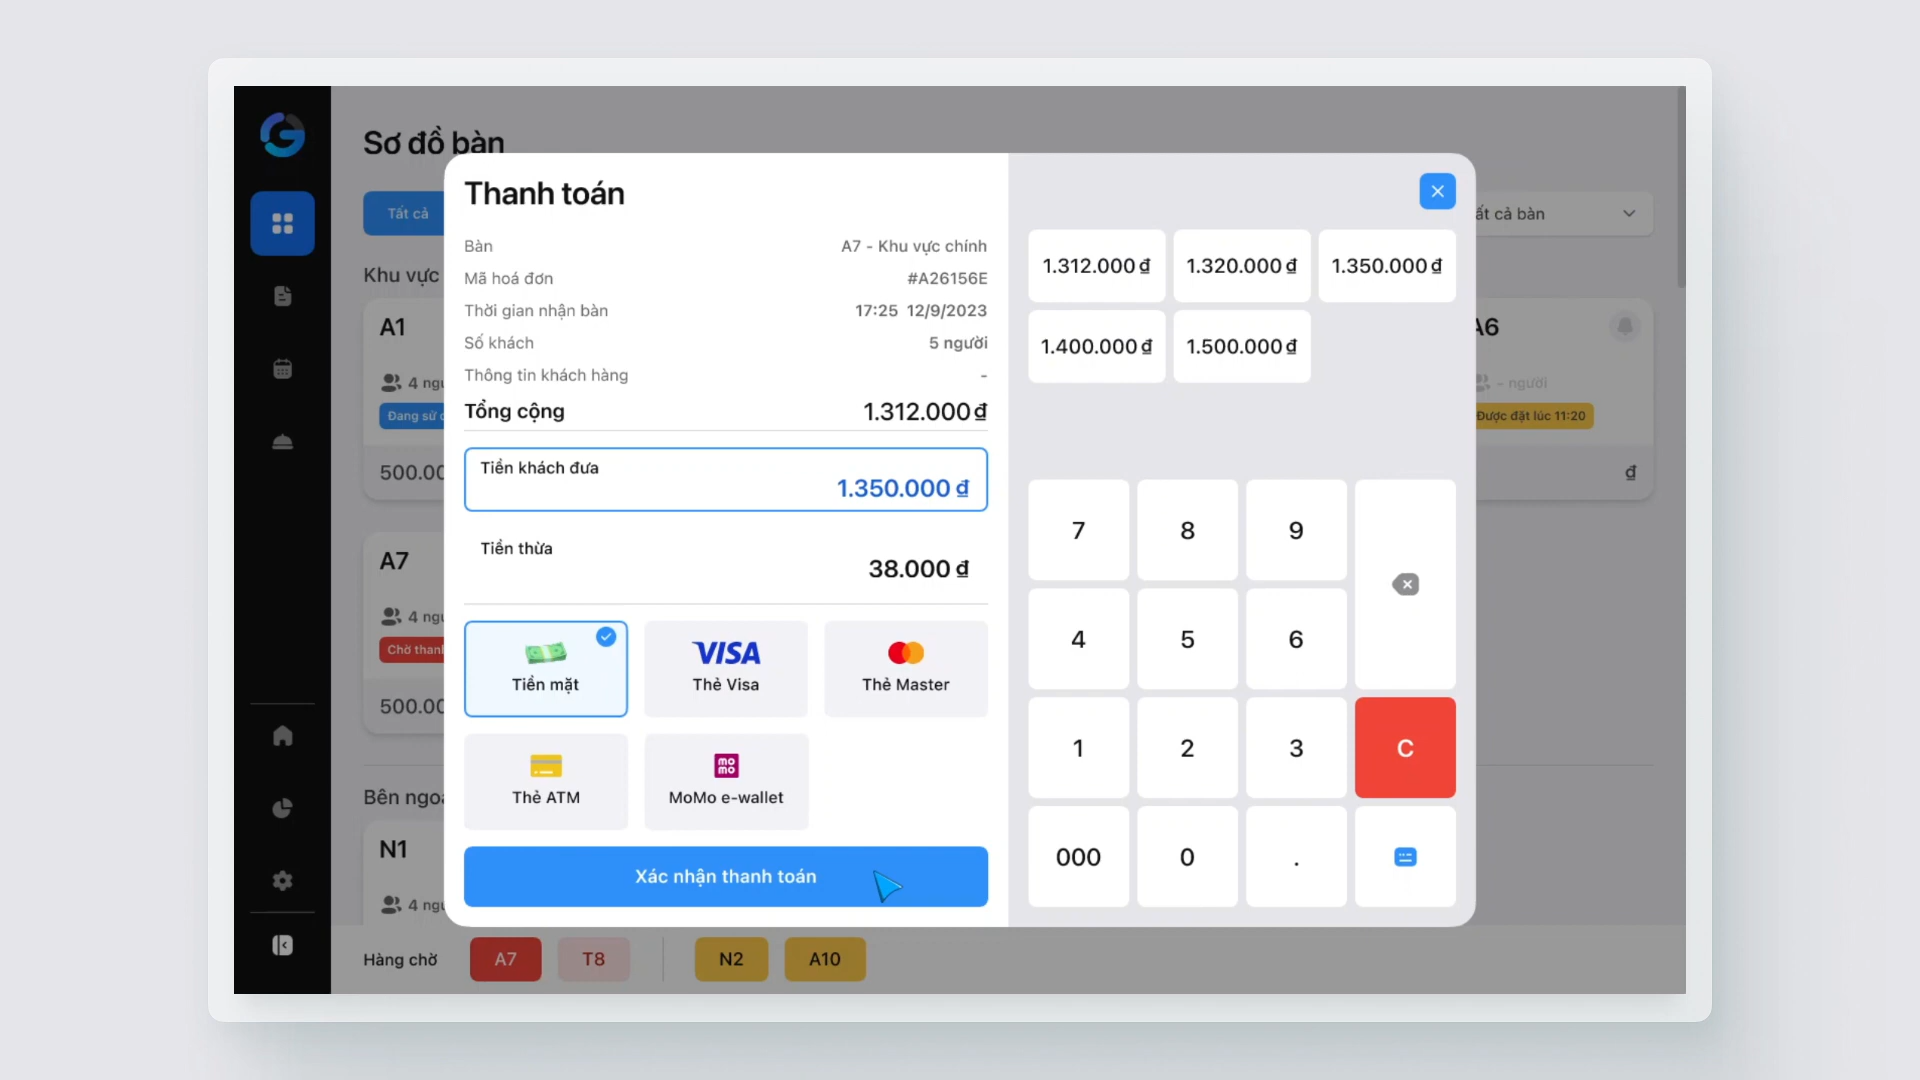 Sơ đồ bàn
Tất cả
ất cả bàn
Khu vực
A1
4 ngư
Đang sử d
500.00
A7
4 ngư
Chờ thanh
500.00
Bên ngoà
N1
4 ngư
A6
- người
Được đặt lúc 11:20
đ
Thanh toán
Bàn A7 - Khu vực chính
Mã hoá đơn #A26156E
Thời gian nhận bàn 17:25 12/9/2023
Số khách 5 người
Thông tin khách hàng -
Tổng cộng 1.312.000đ
Tiền khách đưa
1.350.000 đ
Tiền thừa
38.000 đ
Tiền mặt
VISA
Thẻ Visa
Thẻ Master
Thẻ ATM
mo
mo
MoMo e-wallet
Xác nhận thanh toán
1.312.000đ 1.320.000đ 1.350.000đ
1.400.000đ 1.500.000đ
7 8 9
4 5 6
1 2 3 C
000 0 .
Hàng chờ A7 T8 N2 A10